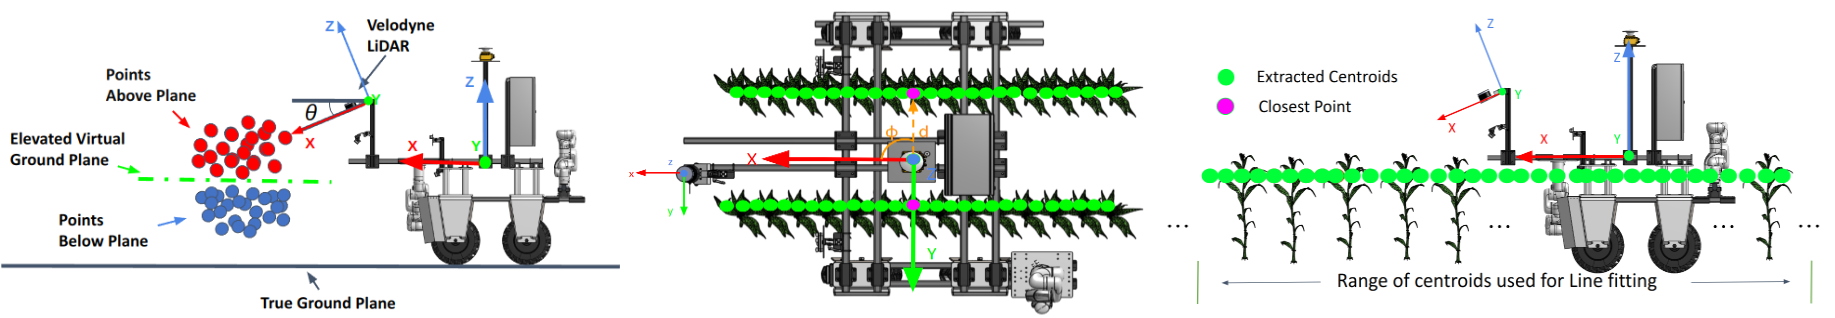 Velodyne
LiDAR
Z
Points
Above Plane
Y
θ
X
Z
Elevated Virtual
Ground Plane
X
Y
Points
Below Plane
True Ground Plane
ϕ
d
X
Z
X
Y
Z
Y
Z
Extracted Centroids
Closest Point
Y
X
Z
Y
X
...
...
...
...
Range of centroids used for Line fitting